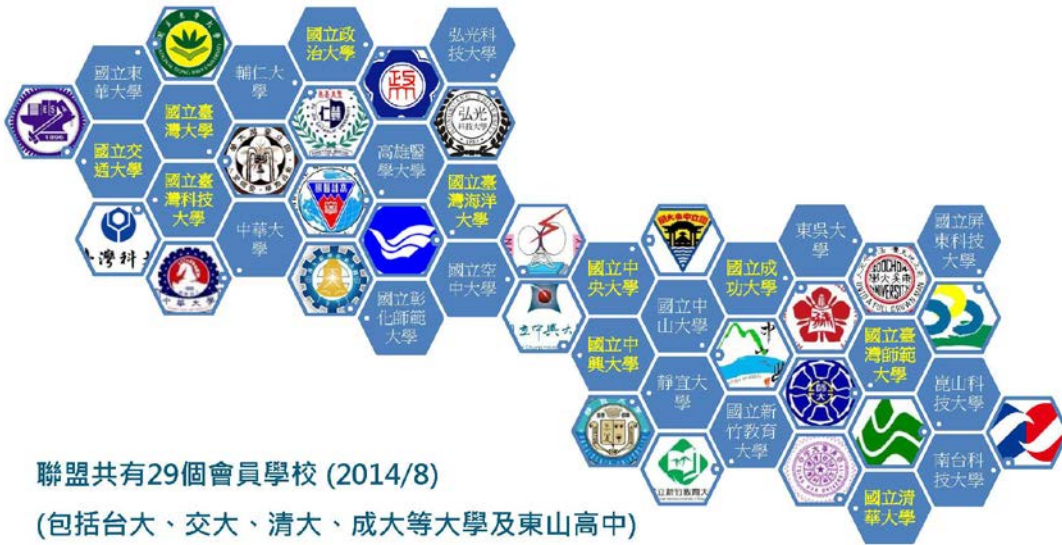 國立東
華大學
輔仁大
學
國立政
治大學
弘光科
技大學
國立臺
灣大學
國立交
通大學
高雄醫
學大學
弘光
科技大學
國立臺
灣科技
大學
國立臺
灣海洋
大學
中華大
學
國立空
中大學
國立彰
化師範
大學
國立中
央大學
國立中
山大學
國立成
功大學
東吳大
學
國立屏
東科技
大學
國立中
興大學
靜宜大
學
國立臺
灣師範
大學
崑山科
技大學
國立新
竹教育
大學
南台科
技大學
國立清
華大學
聯盟共有29個會員學校 (2014/8)
(包括台大、交大、清大、成大等大學及東山高中)